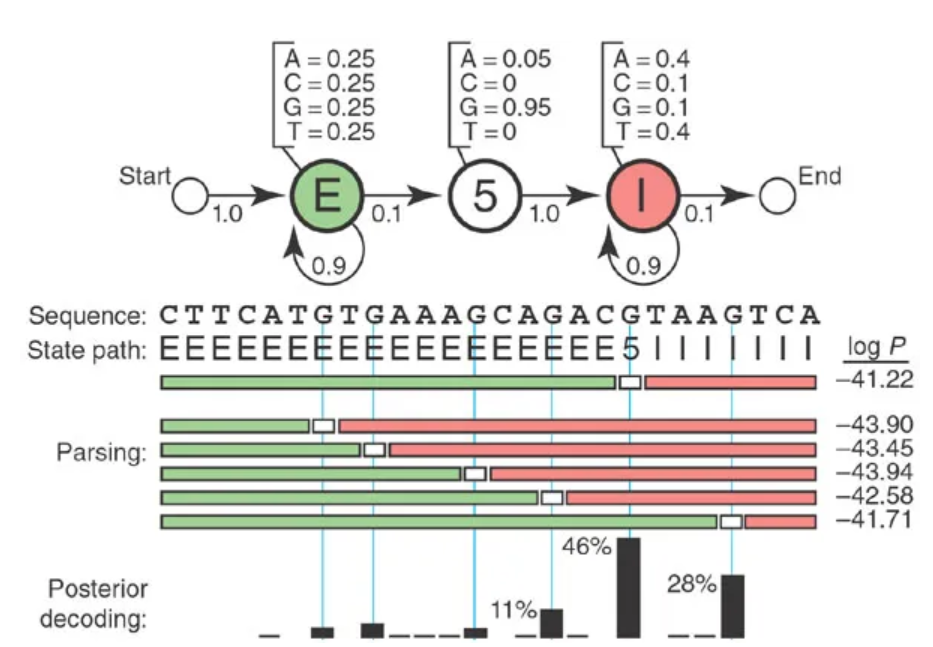 A = 0.25
C = 0.25
G = 0.25
T = 0.25
A = 0.05
C = 0
G = 0.95
T = 0
A = 0.4
C = 0.1
G = 0.1
T = 0.4
Start
1.0
E
0.1
5
1.0
I
0.1
End
0.9
0.9
Sequence: C T T C A T G T G A A A G C A G A C G T A A G T C A
State path: E E E E E E E E E E E E E E E E E E 5 I I I I I I I
log P
−41.22
−43.90
−43.45
Parsing:
−43.94
−42.58
−41.71
46%
28%
11%
Posterior
decoding: